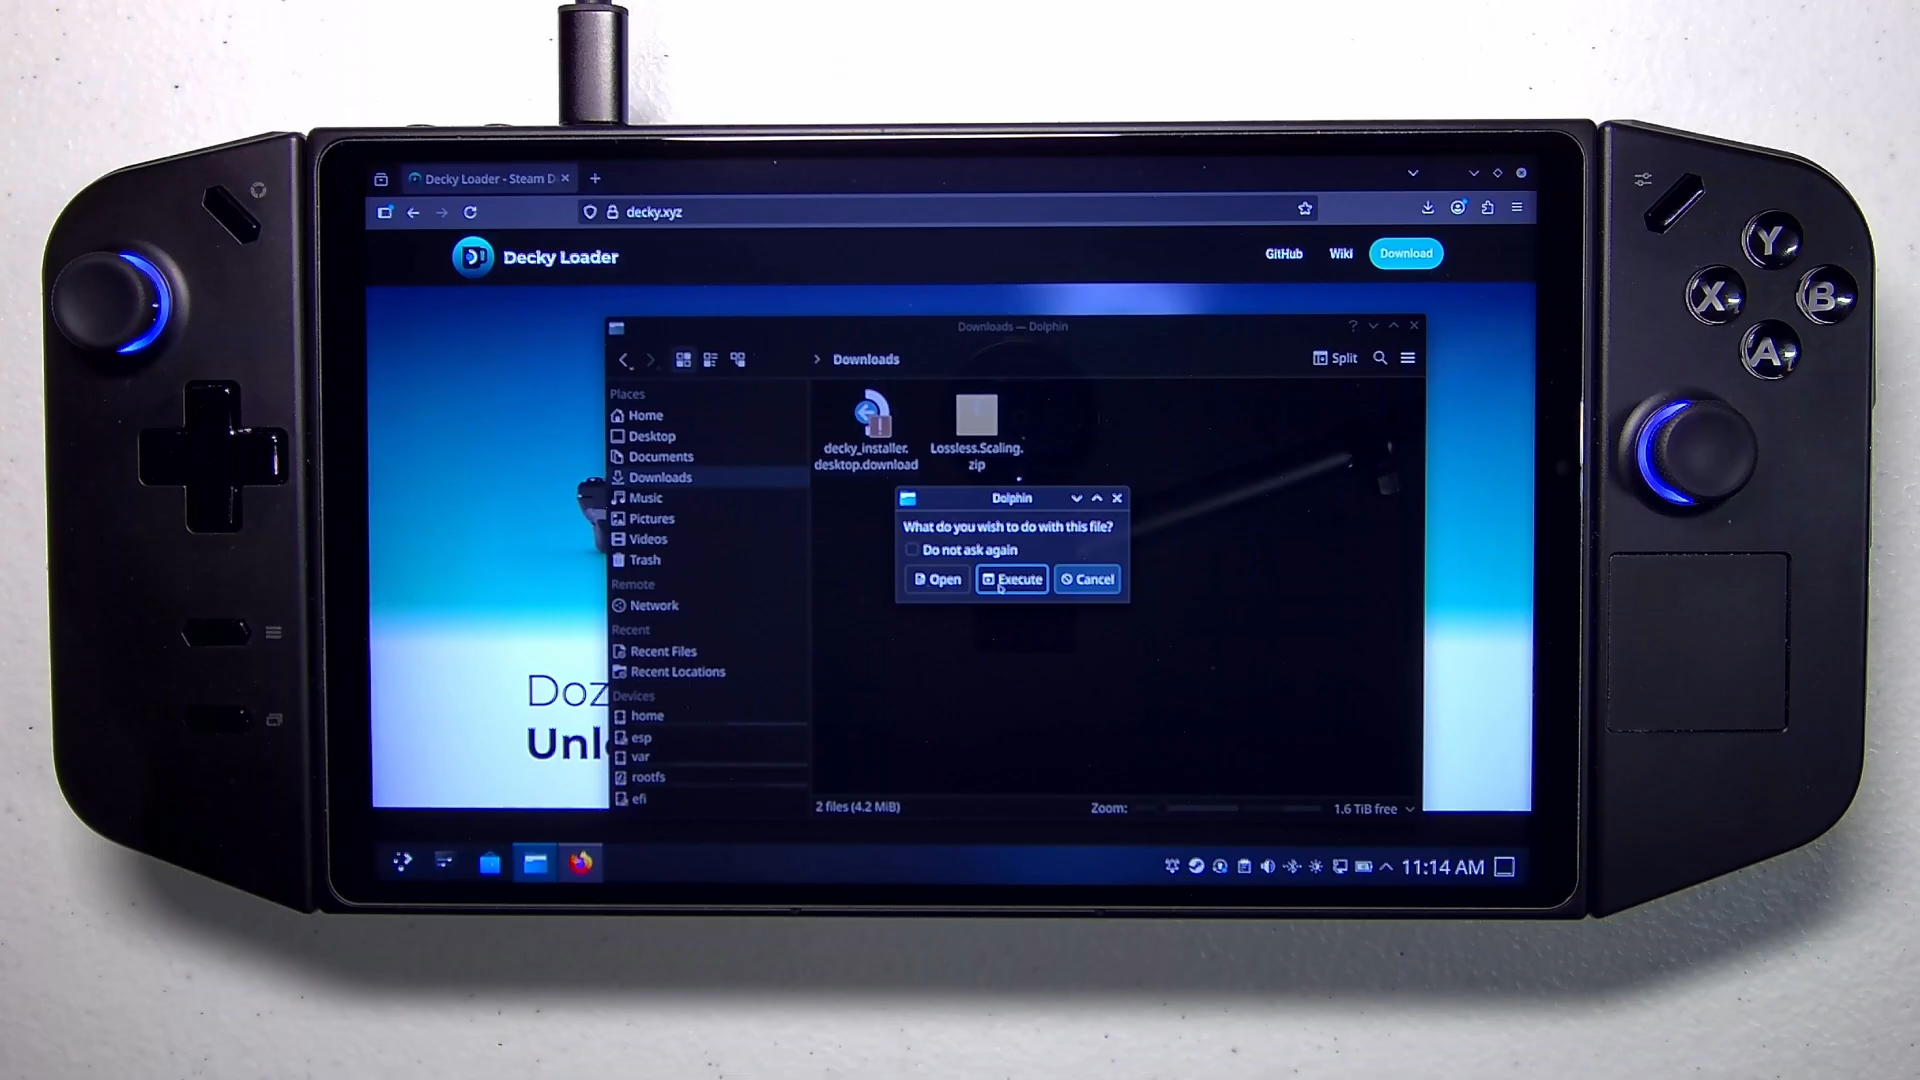 Decky Loader - Steam D
decky.xyz
Decky Loader
GitHub
Wiki
Download
Downloads — Dolphin
Downloads
Split
Places
Home
Desktop
Documents
Downloads
Music
Pictures
Videos
Trash
Remote
Network
Recent
Recent Files
Recent Locations
Devices
home
esp
var
rootfs
efi
decky_installer.
desktop.download
Lossless.Scaling.
zip
Dolphin
What do you wish to do with this file?
Do not ask again
Open
Execute
Cancel
2 files (4.2 MiB)
Zoom:
1.6 TiB free
Doz
Unl
11:14 AM
Y
X
B
A